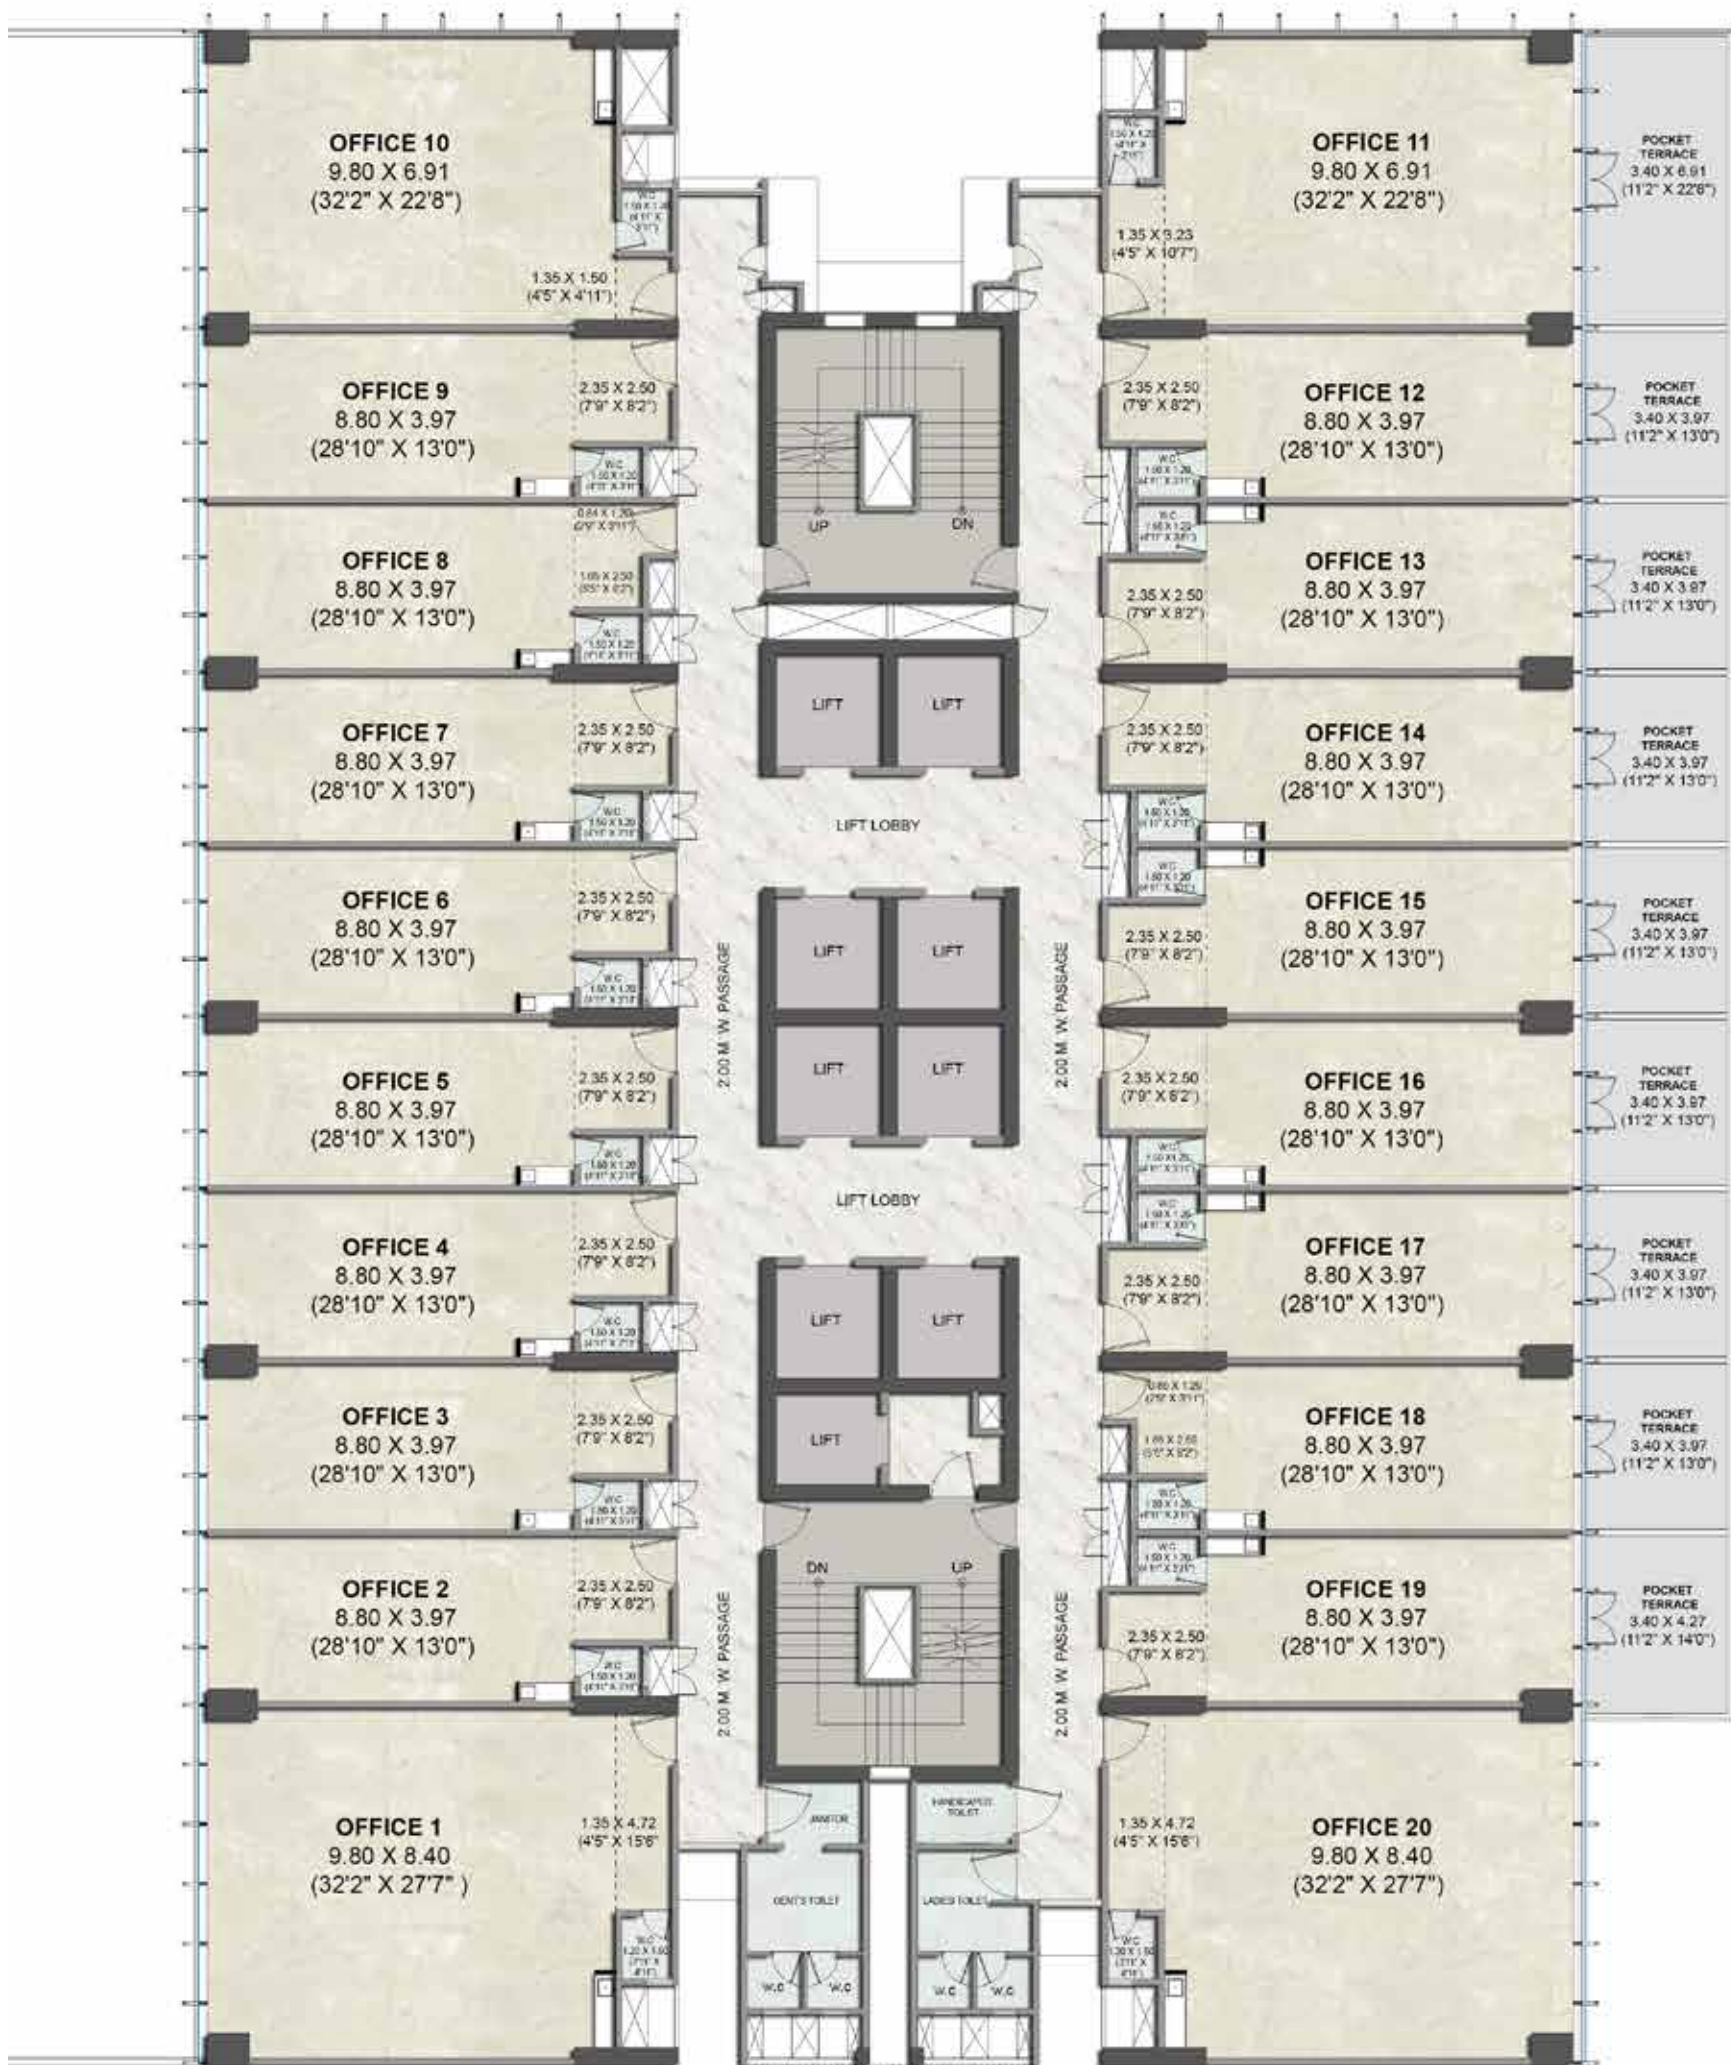 OFFICE 10
9.80 X 6.91
(32'2" X 22'8")
1.35 X 1.50
(4'5" X 4'11")
OFFICE 9
8.80 X 3.97
(28'10" X 13'0")
2.35 X 2.50
(7'9" X 8'2")
OFFICE 8
8.80 X 3.97
(28'10" X 13'0")
OFFICE 7
8.80 X 3.97
(28'10" X 13'0")
2.35 X 2.50
(7'9" X 8'2")
OFFICE 6
8.80 X 3.97
(28'10" X 13'0")
2.35 X 2.50
(7'9" X 8'2")
OFFICE 5
8.80 X 3.97
(28'10" X 13'0")
2.35 X 2.50
(7'9" X 8'2")
OFFICE 4
8.80 X 3.97
(28'10" X 13'0")
2.35 X 2.50
(7'9" X 8'2")
OFFICE 3
8.80 X 3.97
(28'10" X 13'0")
2.35 X 2.50
(7'9" X 8'2")
OFFICE 2
8.80 X 3.97
(28'10" X 13'0")
2.35 X 2.50
(7'9" X 8'2")
OFFICE 1
9.80 X 8.40
(32'2" X 27'7" )
1.35 X 4.72
(4'5" X 15'6"
2.00 M. W. PASSAGE
2.00 M. W. PASSAGE
UP
DN
LIFT
LIFT
LIFT LOBBY
LIFT
LIFT
LIFT
LIFT
LIFT LOBBY
LIFT
LIFT
LIFT
DN
UP
JANITOR
HANDICAPED
TOILET
GENT'S TOILET
LADIES TOILET
W.C
W.C
W.C
W.C
2.00 M. W. PASSAGE
2.00 M. W. PASSAGE
OFFICE 11
9.80 X 6.91
(32'2" X 22'8")
1.35 X 3.23
(4'5" X 10'7")
POCKET
TERRACE
3.40 X 6.91
(11'2" X 22'8")
OFFICE 12
8.80 X 3.97
(28'10" X 13'0")
2.35 X 2.50
(7'9" X 8'2")
POCKET
TERRACE
3.40 X 3.97
(11'2" X 13'0")
OFFICE 13
8.80 X 3.97
(28'10" X 13'0")
2.35 X 2.50
(7'9" X 8'2")
POCKET
TERRACE
3.40 X 3.97
(11'2" X 13'0")
OFFICE 14
8.80 X 3.97
(28'10" X 13'0")
2.35 X 2.50
(7'9" X 8'2")
POCKET
TERRACE
3.40 X 3.97
(11'2" X 13'0")
OFFICE 15
8.80 X 3.97
(28'10" X 13'0")
2.35 X 2.50
(7'9" X 8'2")
POCKET
TERRACE
3.40 X 3.97
(11'2" X 13'0")
OFFICE 16
8.80 X 3.97
(28'10" X 13'0")
2.35 X 2.50
(7'9" X 8'2")
POCKET
TERRACE
3.40 X 3.97
(11'2" X 13'0")
OFFICE 17
8.80 X 3.97
(28'10" X 13'0")
2.35 X 2.50
(7'9" X 8'2")
POCKET
TERRACE
3.40 X 3.97
(11'2" X 13'0")
OFFICE 18
8.80 X 3.97
(28'10" X 13'0")
POCKET
TERRACE
3.40 X 3.97
(11'2" X 13'0")
OFFICE 19
8.80 X 3.97
(28'10" X 13'0")
2.35 X 2.50
(7'9" X 8'2")
POCKET
TERRACE
3.40 X 4.27
(11'2" X 14'0")
OFFICE 20
9.80 X 8.40
(32'2" X 27'7")
1.35 X 4.72
(4'5" X 15'6")